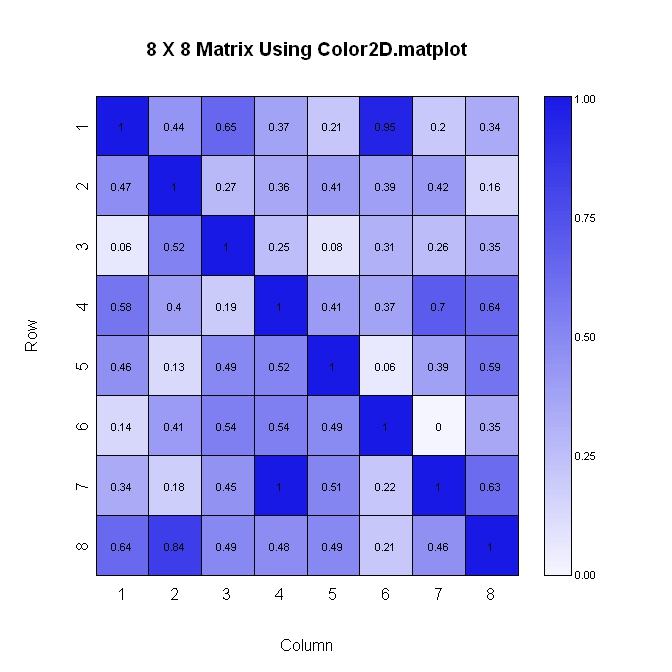 8 X 8 Matrix Using Color2D.matplot
1 1 0.44 0.65 0.37 0.21 0.95 0.2 0.34
2 0.47 1 0.27 0.36 0.41 0.39 0.42 0.16
3 0.06 0.52 1 0.25 0.08 0.31 0.26 0.35
4 0.58 0.4 0.19 1 0.41 0.37 0.7 0.64
5 0.46 0.13 0.49 0.52 1 0.06 0.39 0.59
6 0.14 0.41 0.54 0.54 0.49 1 0 0.35
7 0.34 0.18 0.45 1 0.51 0.22 1 0.63
8 0.64 0.84 0.49 0.48 0.49 0.21 0.46 1
1 2 3 4 5 6 7 8
Row
Column
1.00
0.75
0.50
0.25
0.00